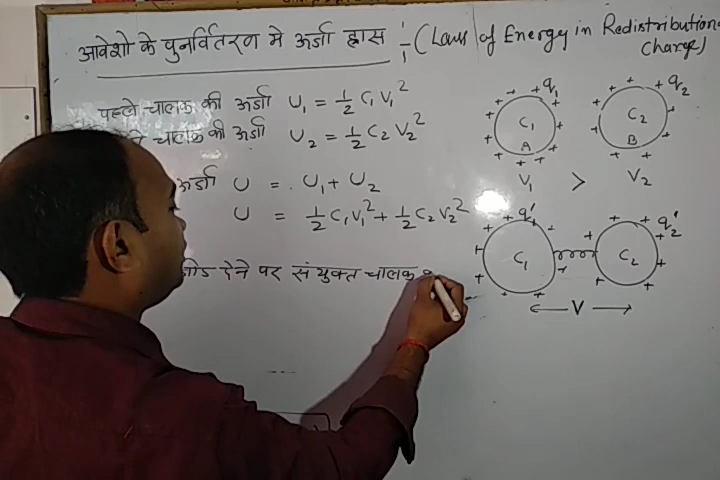 आवेशो के पुनर्वितरण मे ऊर्जा ह्रास :- (Laws of Energy in Redistribution
Charge)
पहले चालक की ऊर्जा U₁ = 1/2 C₁V₁²
चालक की ऊर्जा U₂ = 1/2 C₂V₂²
ऊर्जा U = U₁ + U₂
U = 1/2 C₁V₁² + 1/2 C₂V₂²
जोड देने पर संयुक्त चालक
q₁ q₂
C₁ C₂
A B
V₁ > V₂
q₁' q₂'
C₁ C₂
V